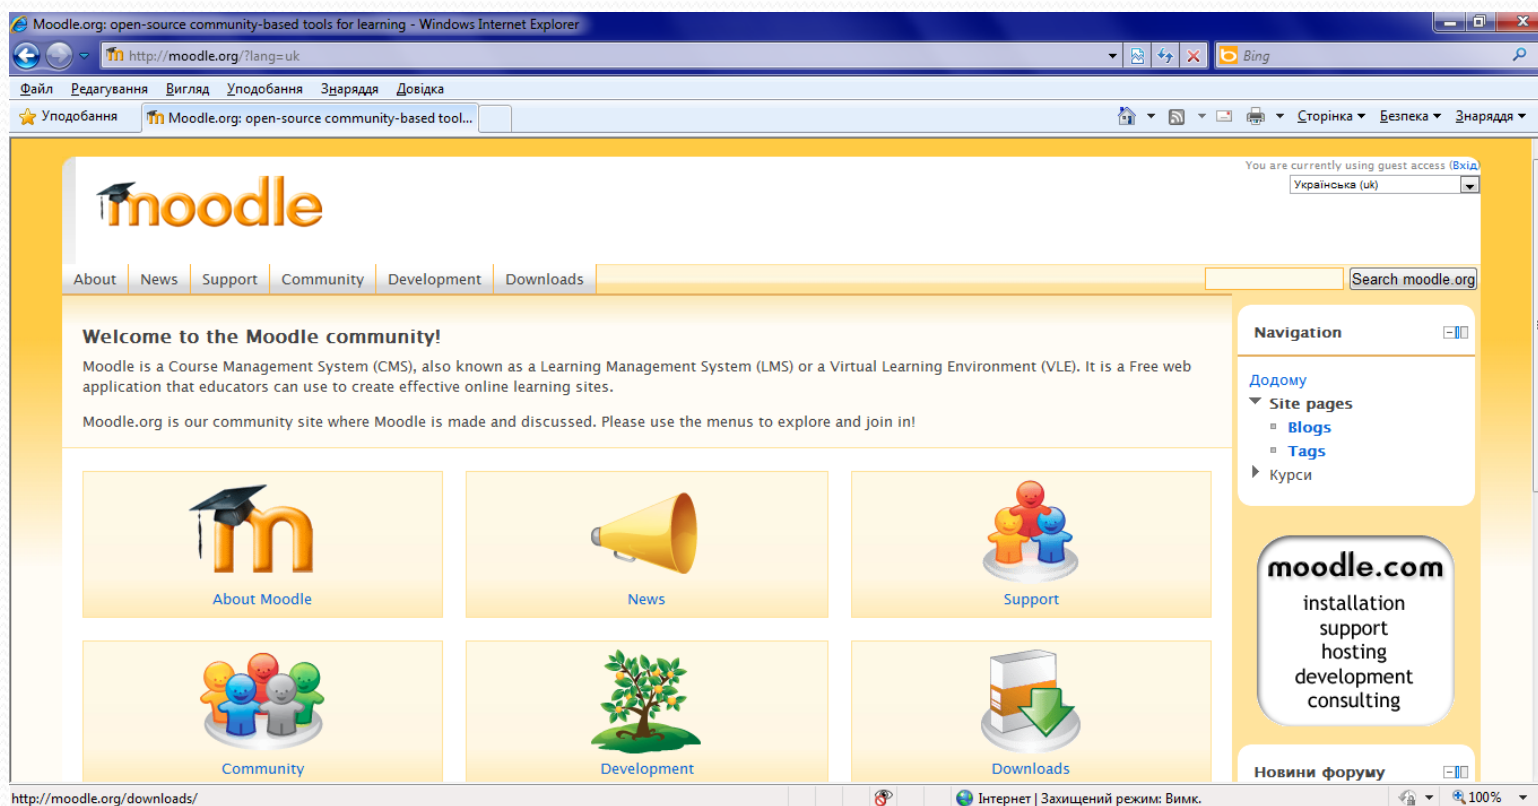 Moodle.org: open-source community-based tools for learning - Windows Internet Explorer
http://moodle.org/?lang=uk
Bing
Файл Редагування Вигляд Уподобання Знаряддя Довідка
Уподобання Moodle.org: open-source community-based tool... Сторінка Безпека Знаряддя
You are currently using guest access (Вхід)
Українська (uk)
moodle
About News Support Community Development Downloads Search moodle.org
Welcome to the Moodle community!
Moodle is a Course Management System (CMS), also known as a Learning Management System (LMS) or a Virtual Learning Environment (VLE). It is a Free web
application that educators can use to create effective online learning sites.
Moodle.org is our community site where Moodle is made and discussed. Please use the menus to explore and join in!
m
About Moodle
News
Support
Community
Development
Downloads
Navigation
Додому
Site pages
Blogs
Tags
Курси
moodle.com
installation
support
hosting
development
consulting
Новини форуму
http://moodle.org/downloads/ Інтернет | Захищений режим: Вимк. 100%